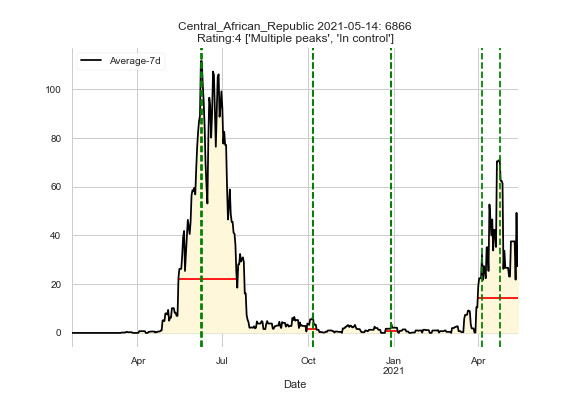 Central_African_Republic 2021-05-14: 6866
Rating:4 ['Multiple peaks', 'In control']
Average-7d
100
80
60
40
20
0
Apr
Jul
Oct
Jan
2021
Apr
Date